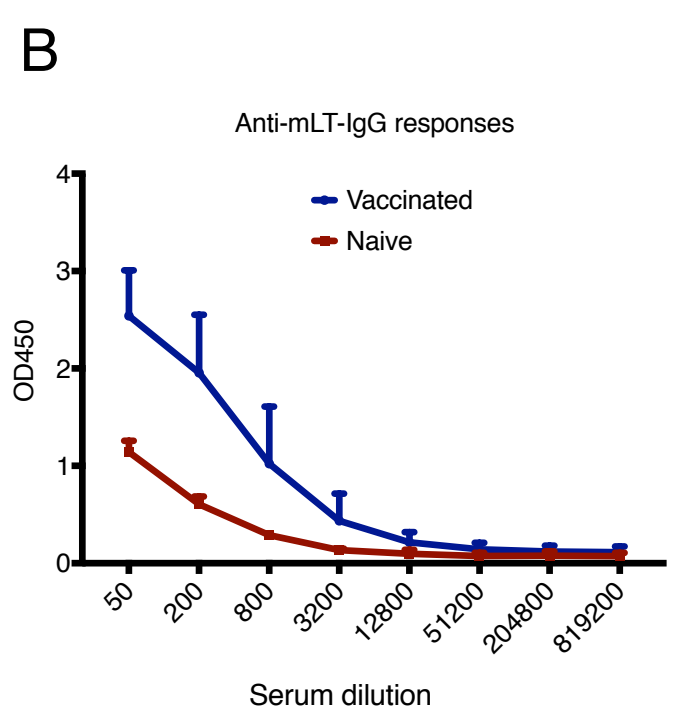 B
Anti-mLT-IgG responses
Vaccinated
Naive
OD450
4
3
2
1
0
50
200
800
3200
12800
51200
204800
819200
Serum dilution